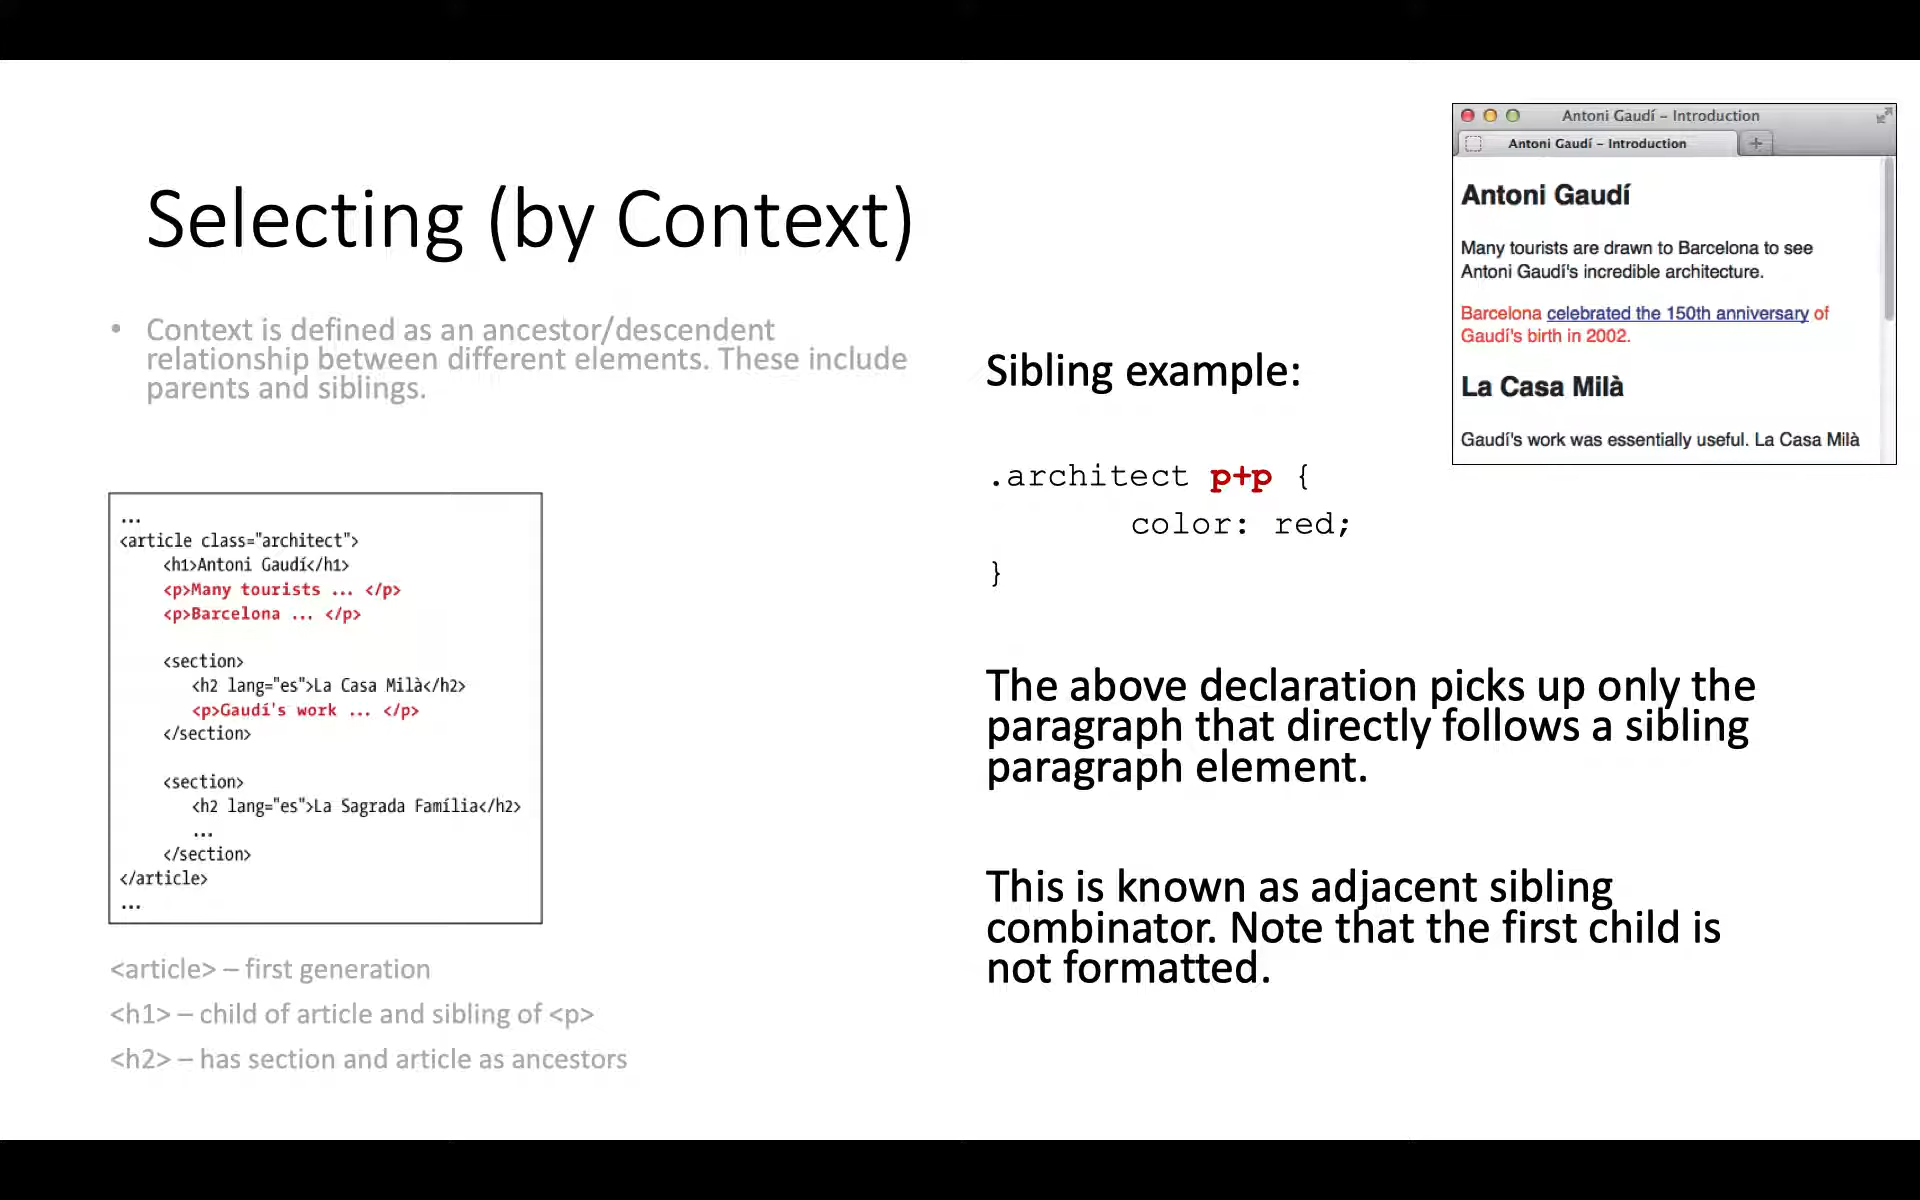 Selecting (by Context)
• Context is defined as an ancestor/descendent
relationship between different elements. These include
parents and siblings.
...
<article class="architect">
<h1>Antoni Gaudí</h1>
<p>Many tourists ... </p>
<p>Barcelona ... </p>
<section>
<h2 lang="es">La Casa Milà</h2>
<p>Gaudí's work ... </p>
</section>
<section>
<h2 lang="es">La Sagrada Família</h2>
...
</section>
</article>
...
<article> – first generation
<h1> – child of article and sibling of <p>
<h2> – has section and article as ancestors
Sibling example:
.architect p+p {
color: red;
}
The above declaration picks up only the
paragraph that directly follows a sibling
paragraph element.
This is known as adjacent sibling
combinator. Note that the first child is
not formatted.
Antoni Gaudí – Introduction
Antoni Gaudí – Introduction
Antoni Gaudí
Many tourists are drawn to Barcelona to see
Antoni Gaudí's incredible architecture.
Barcelona celebrated the 150th anniversary of
Gaudí's birth in 2002.
La Casa Milà
Gaudí's work was essentially useful. La Casa Milà